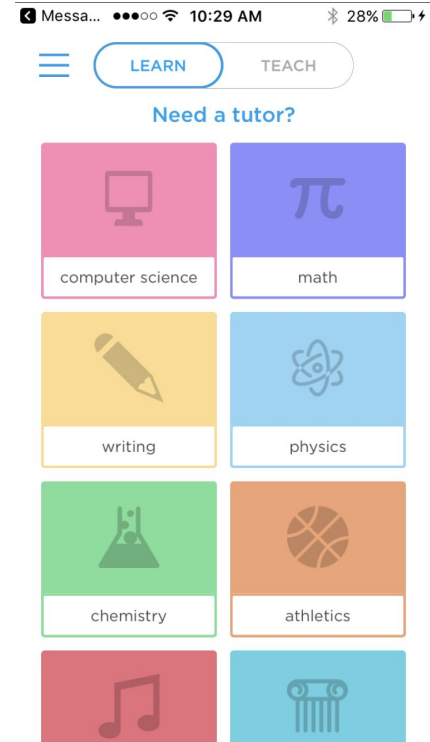 Messa... 10:29 AM 28%
LEARN TEACH
Need a tutor?
π
computer science math
writing physics
chemistry athletics